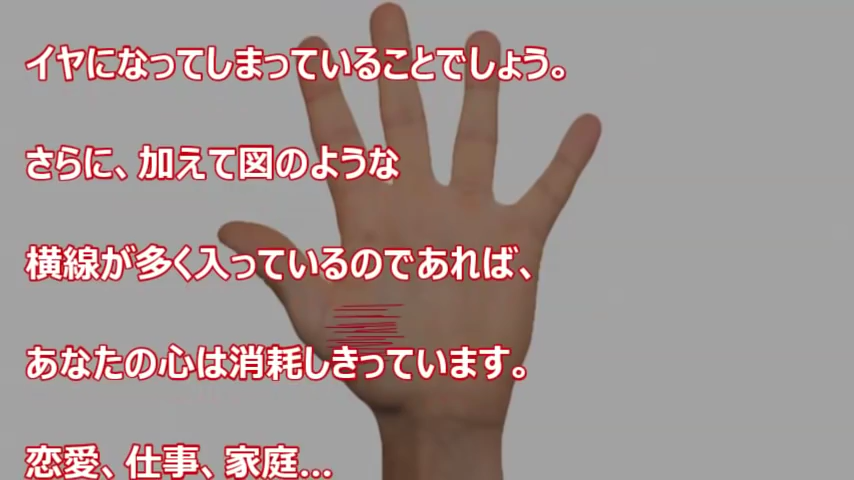 イヤになってしまっていることでしょう。
さらに、加えて図のような
横線が多く入っているのであれば、
あなたの心は消耗しきっています。
恋愛、仕事、家庭…